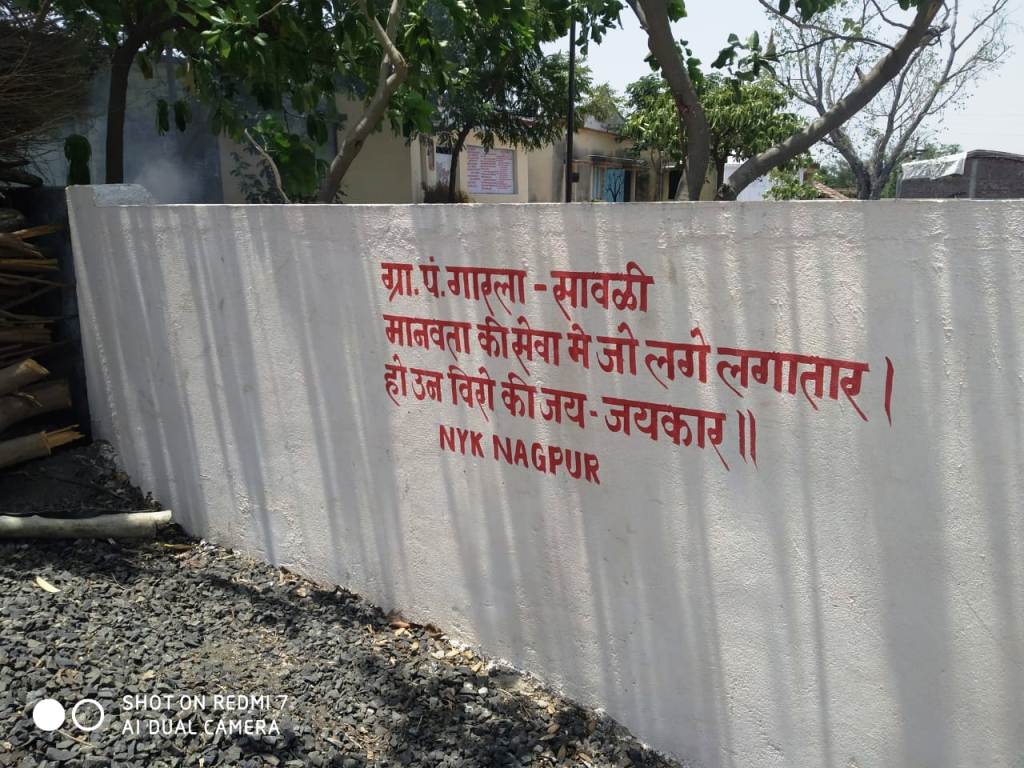 ग्रा. पं. गारला - सावळी
मानवता की सेवा मे जो लगे लगातार ।
हो उन विरो की जय - जयकार ॥
NYK NAGPUR
SHOT ON REDMI 7
AI DUAL CAMERA